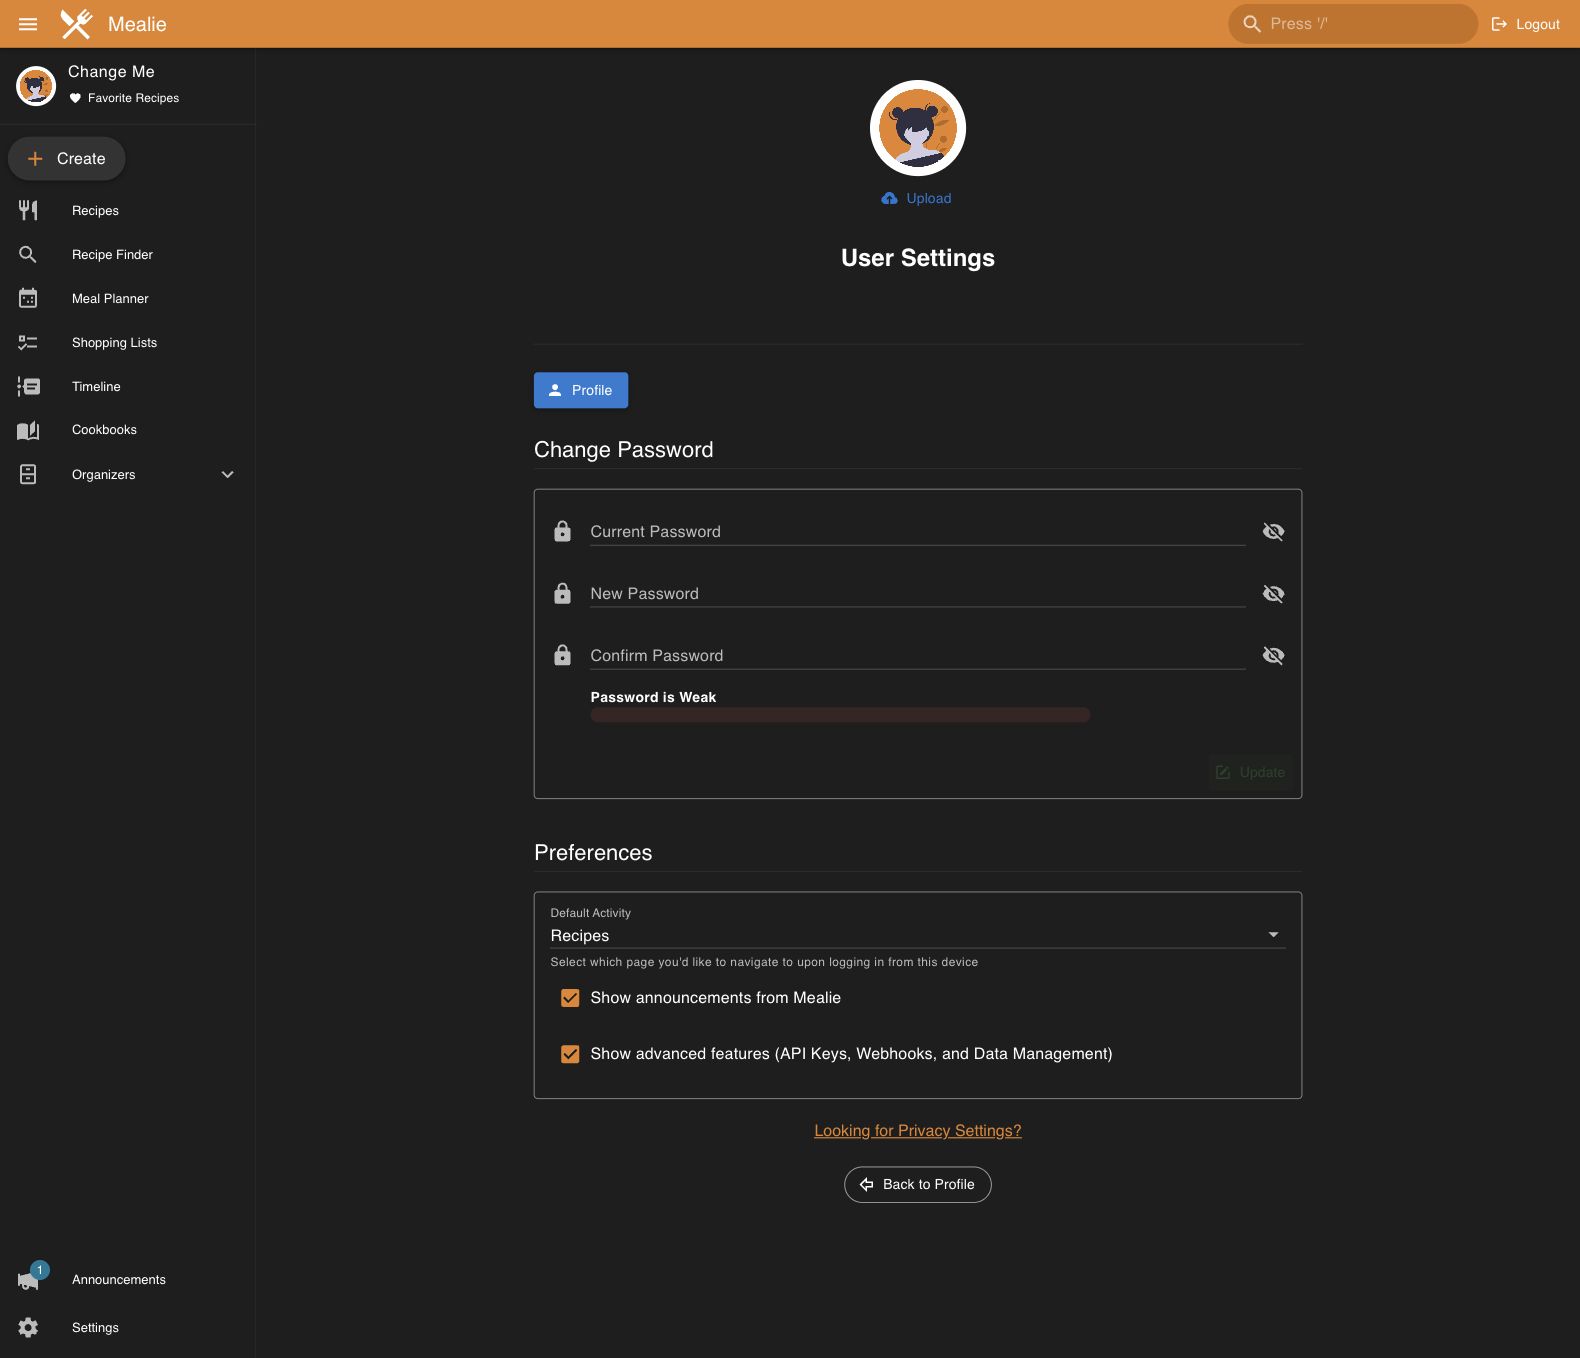 Mealie
Press '/'
Logout
Change Me
Favorite Recipes
Create
Recipes
Recipe Finder
Meal Planner
Shopping Lists
Timeline
Cookbooks
Organizers
Upload
User Settings
Profile
Change Password
Current Password
New Password
Confirm Password
Password is Weak
Update
Preferences
Default Activity
Recipes
Select which page you'd like to navigate to upon logging in from this device
Show announcements from Mealie
Show advanced features (API Keys, Webhooks, and Data Management)
Looking for Privacy Settings?
Back to Profile
1
Announcements
Settings